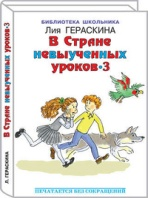 БИБЛИОТЕКА ШКОЛЬНИКА
Лия ГЕРАСКИНА
В Стране
невыученных
уроков-3
ПЕЧАТАЕТСЯ БЕЗ СОКРАЩЕНИЙ
Л. ГЕРАСКИНА
В Стране невыученных уроков-3